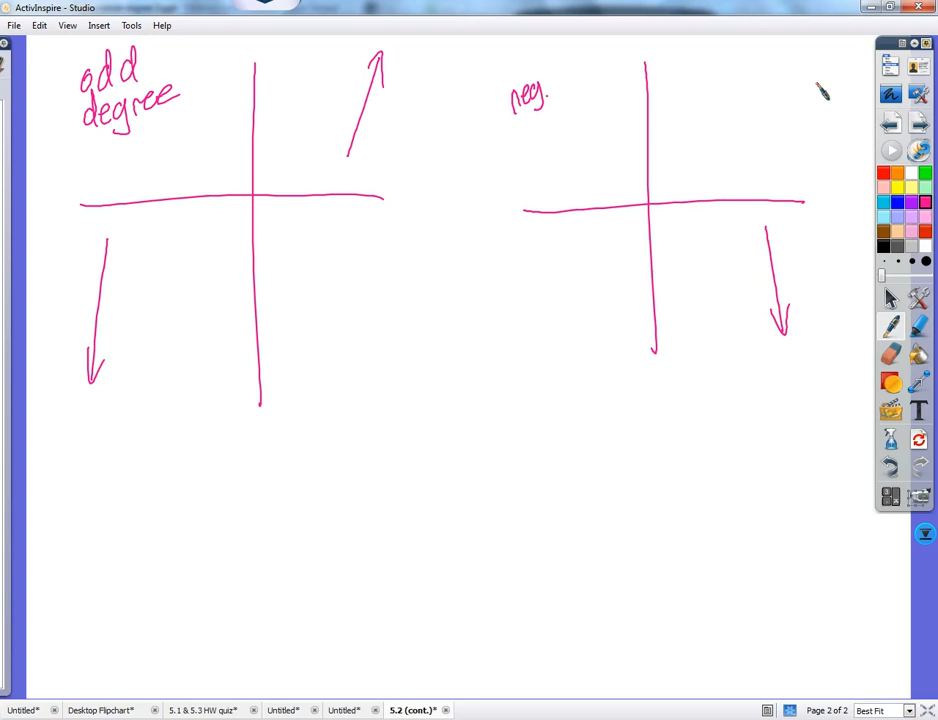 ActivInspire - Studio
File Edit View Insert Tools Help
odd
degree
neg.
T
Untitled* Desktop Flipchart* 5.1 & 5.3 HW quiz* Untitled* Untitled* 5.2 (cont.)* Page 2 of 2 Best Fit